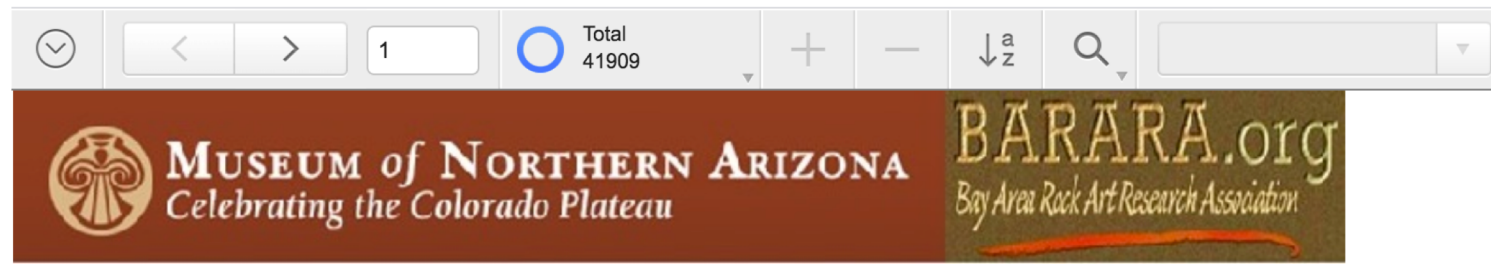 1
Total
41909
a
z
MUSEUM of NORTHERN ARIZONA
Celebrating the Colorado Plateau
BARARA.org
Bay Area Rock Art Research Association